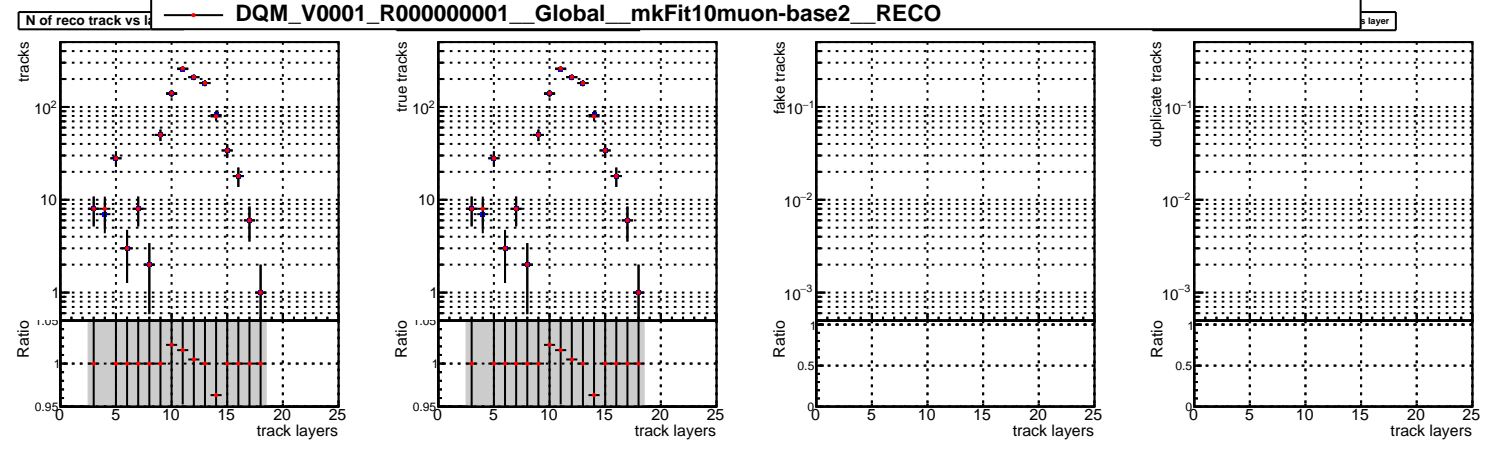 N of reco track vs la
DQM_V0001_R000000001__Global__mkFit10muon-base2__RECO
s layer
tracks
10²
10
1
Ratio
1.05
1
0.95
0 5 10 15 20 25
track layers
true tracks
10²
10
1
Ratio
1.05
1
0.95
0 5 10 15 20 25
track layers
fake tracks
10⁻¹
10⁻²
10⁻³
Ratio
1
0.5
0
0 5 10 15 20 25
track layers
duplicate tracks
10⁻¹
10⁻²
10⁻³
Ratio
1
0.5
0
0 5 10 15 20 25
track layers